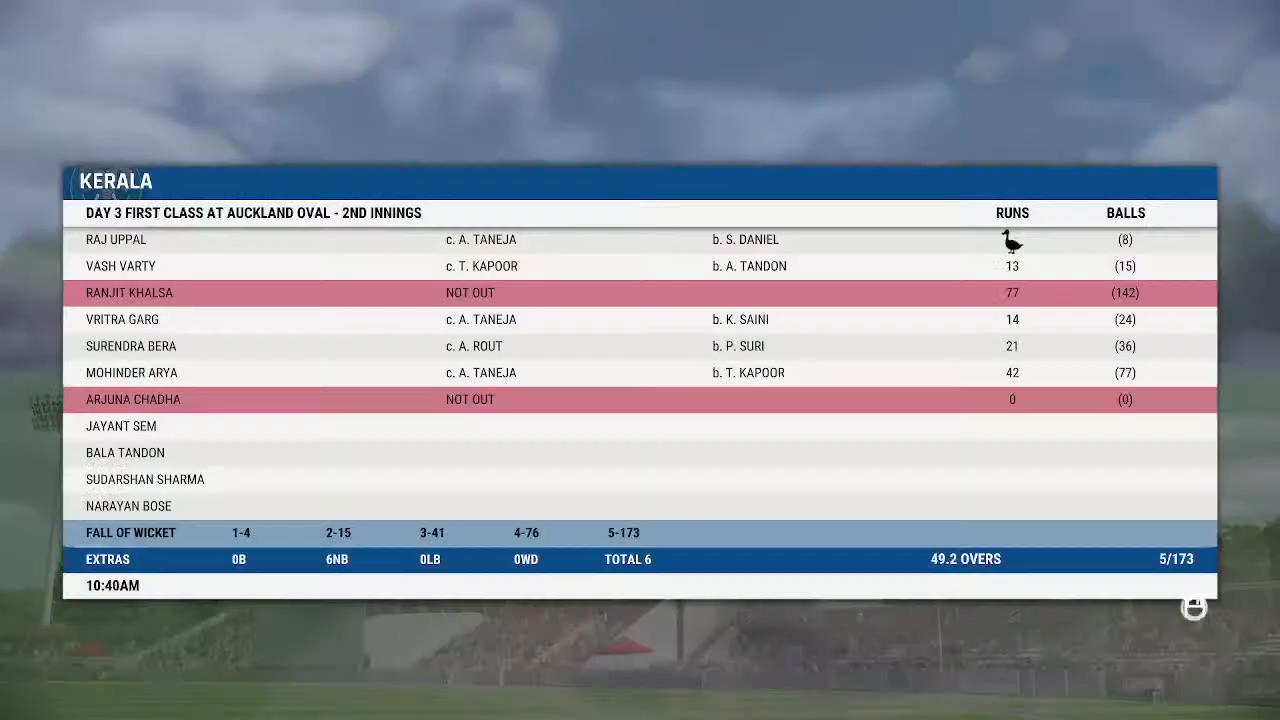 KERALA
DAY 3 FIRST CLASS AT AUCKLAND OVAL - 2ND INNINGS RUNS BALLS
RAJ UPPAL c. A. TANEJA b. S. DANIEL (8)
VASH VARTY c. T. KAPOOR b. A. TANDON 13 (15)
RANJIT KHALSA NOT OUT 77 (142)
VRITRA GARG c. A. TANEJA b. K. SAINI 14 (24)
SURENDRA BERA c. A. ROUT b. P. SURI 21 (36)
MOHINDER ARYA c. A. TANEJA b. T. KAPOOR 42 (77)
ARJUNA CHADHA NOT OUT 0 (0)
JAYANT SEM
BALA TANDON
SUDARSHAN SHARMA
NARAYAN BOSE
FALL OF WICKET 1-4 2-15 3-41 4-76 5-173
EXTRAS 0B 6NB 0LB 0WD TOTAL 6 49.2 OVERS 5/173
10:40AM